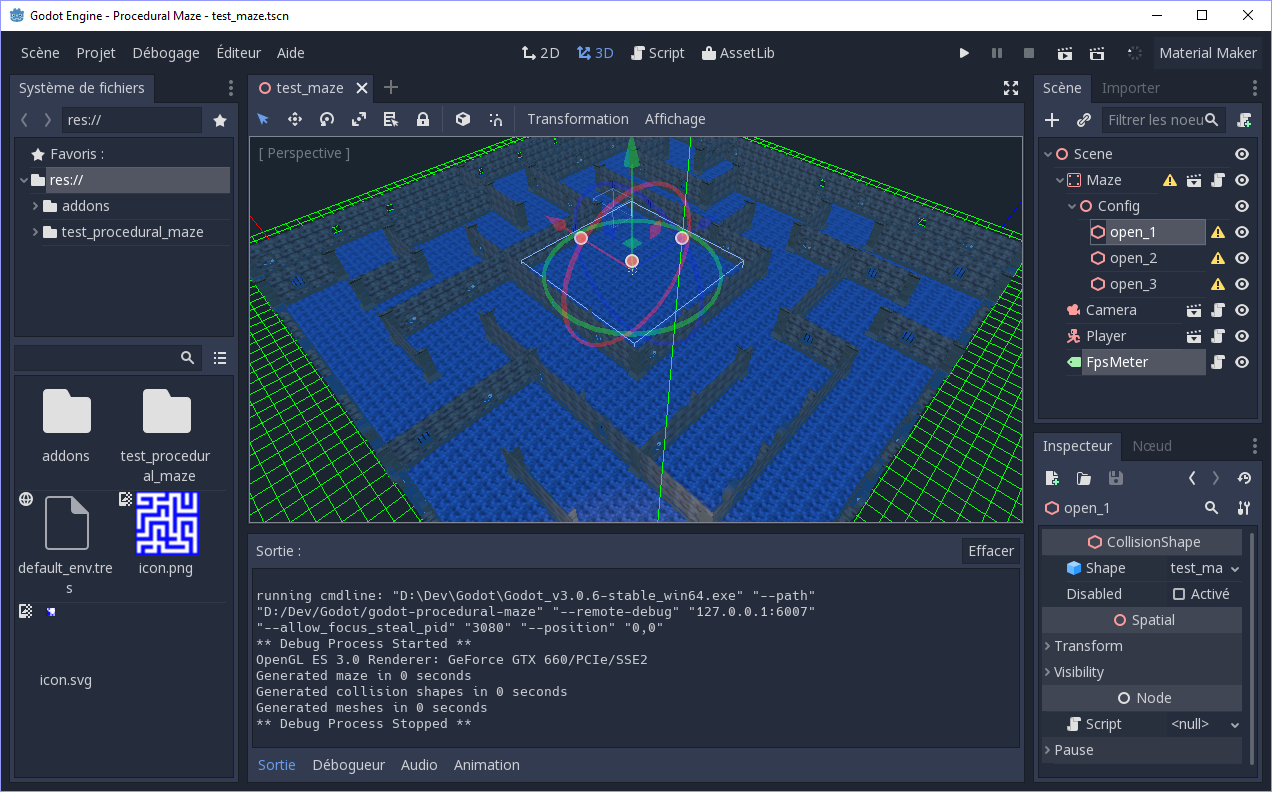 Godot Engine - Procedural Maze - test_maze.tscn
Scène Projet Débogage Éditeur Aide
2D 3D Script AssetLib
Material Maker
Système de fichiers
res://
Favoris :
res://
addons
test_procedural_maze
addons
test_procedur
al_maze
default_env.tre
s
icon.png
icon.svg
test_maze
Transformation Affichage
[ Perspective ]
Sortie :
Effacer
running cmdline: "D:\Dev\Godot\Godot_v3.0.6-stable_win64.exe" "--path"
"D:/Dev/Godot/godot-procedural-maze" "--remote-debug" "127.0.0.1:6007"
"--allow_focus_steal_pid" "3080" "--position" "0,0"
** Debug Process Started **
OpenGL ES 3.0 Renderer: GeForce GTX 660/PCIe/SSE2
Generated maze in 0 seconds
Generated collision shapes in 0 seconds
Generated meshes in 0 seconds
** Debug Process Stopped **
Sortie Débogueur Audio Animation
Scène Importer
Filtrer les noeu
Scene
Maze
Config
open_1
open_2
open_3
Camera
Player
FpsMeter
Inspecteur Nœud
open_1
CollisionShape
Shape test_ma
Disabled Activé
Spatial
Transform
Visibility
Node
Script <null>
Pause